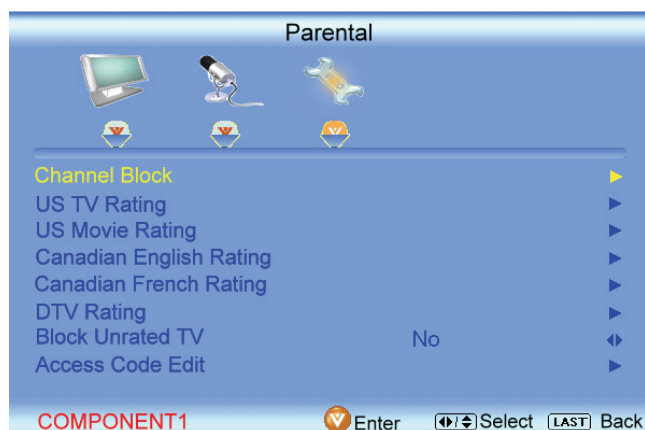 Parental
Channel Block
US TV Rating
US Movie Rating
Canadian English Rating
Canadian French Rating
DTV Rating
Block Unrated TV No
Access Code Edit
COMPONENT1 V Enter Select LAST Back